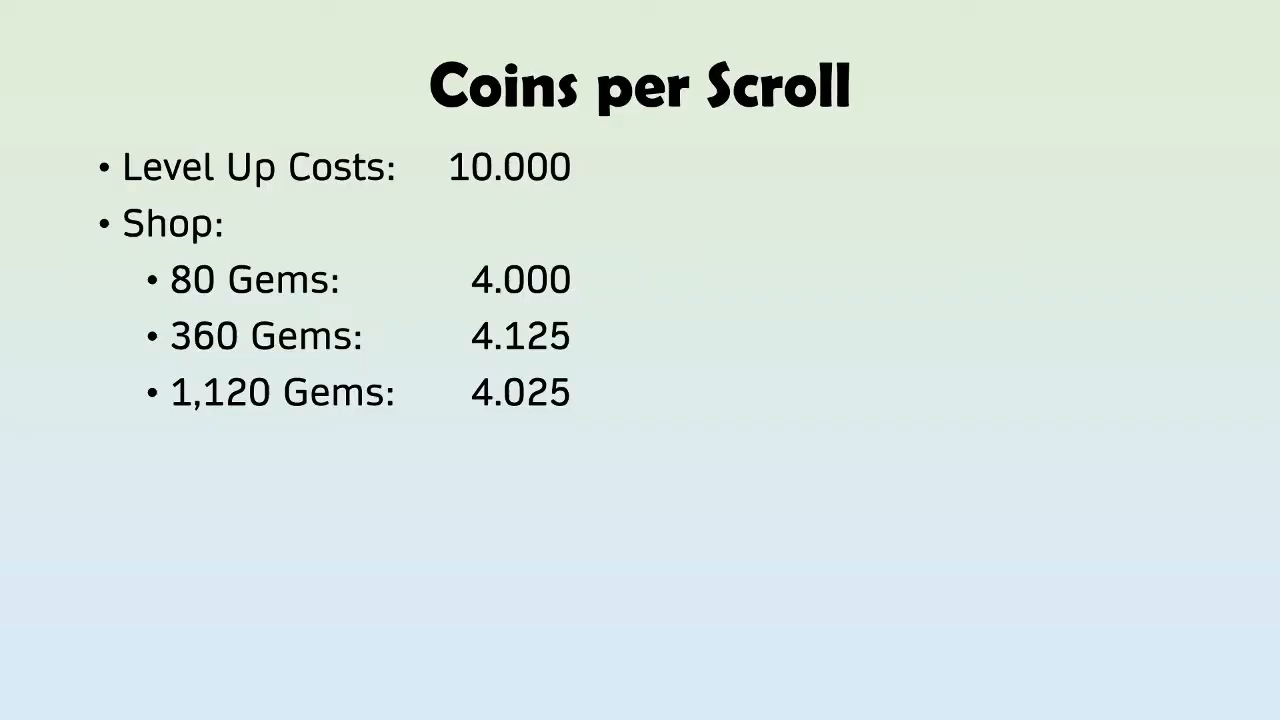 Coins per Scroll
• Level Up Costs: 10.000
• Shop:
• 80 Gems: 4.000
• 360 Gems: 4.125
• 1,120 Gems: 4.025